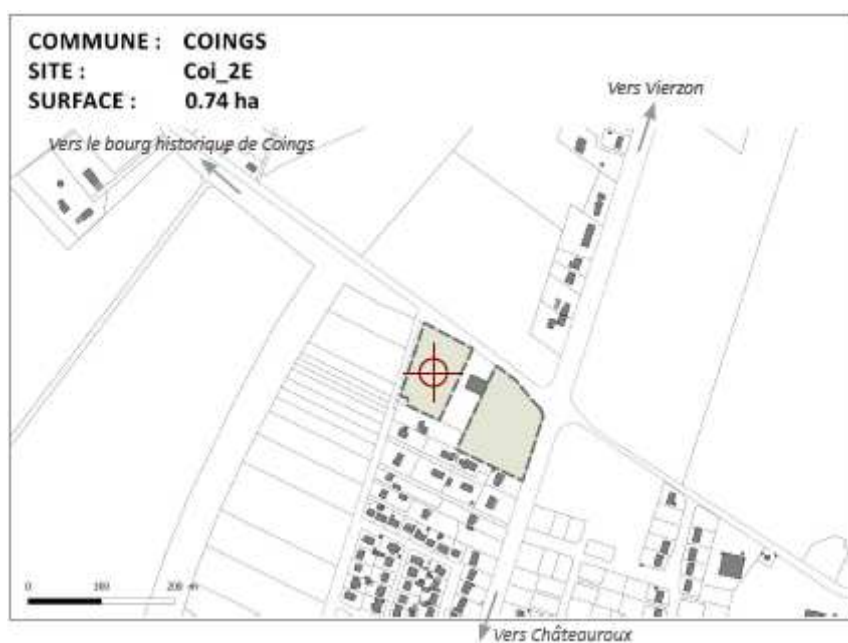 COMMUNE : COINGS
SITE : Coi_2E
SURFACE : 0.74 ha
Vers Vierzon
Vers le bourg historique de Coings
0 100 200 m
Vers Châteauroux